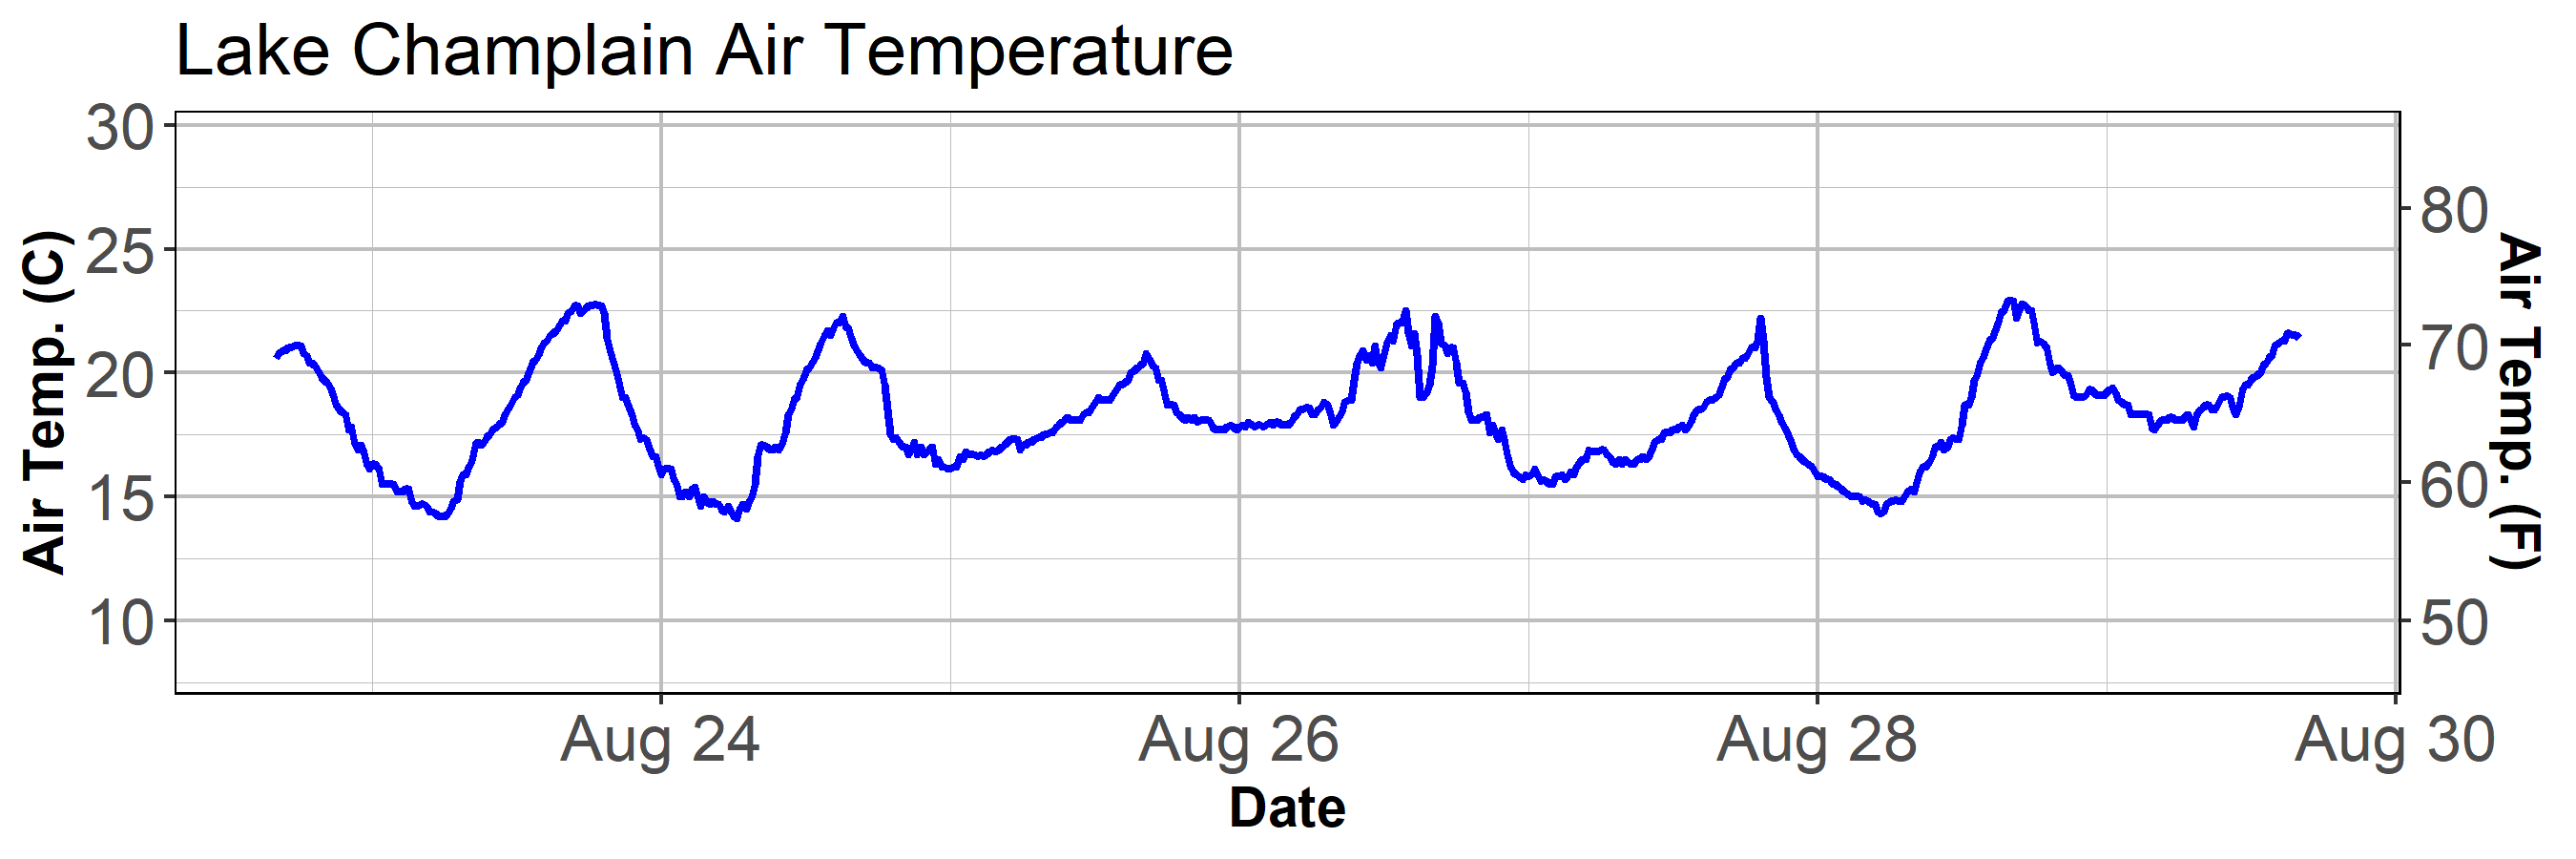 Lake Champlain Air Temperature
Air Temp. (C)
30
25
20
15
10
80
70
60
50
Air Temp. (F)
Aug 24 Aug 26 Aug 28 Aug 30
Date